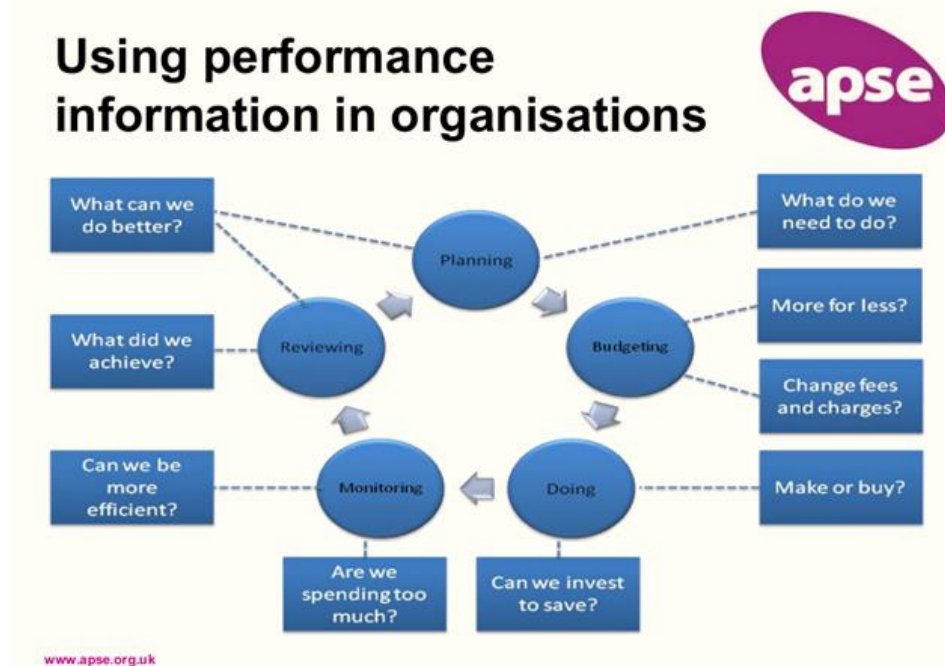 Using performance
information in organisations
apse
What can we
do better?
Planning
What do we
need to do?
What did we
achieve?
Reviewing
Budgeting
More for less?
Change fees
and charges?
Can we be
more
efficient?
Monitoring
Doing
Make or buy?
Are we
spending too
much?
Can we invest
to save?
www.apse.org.uk